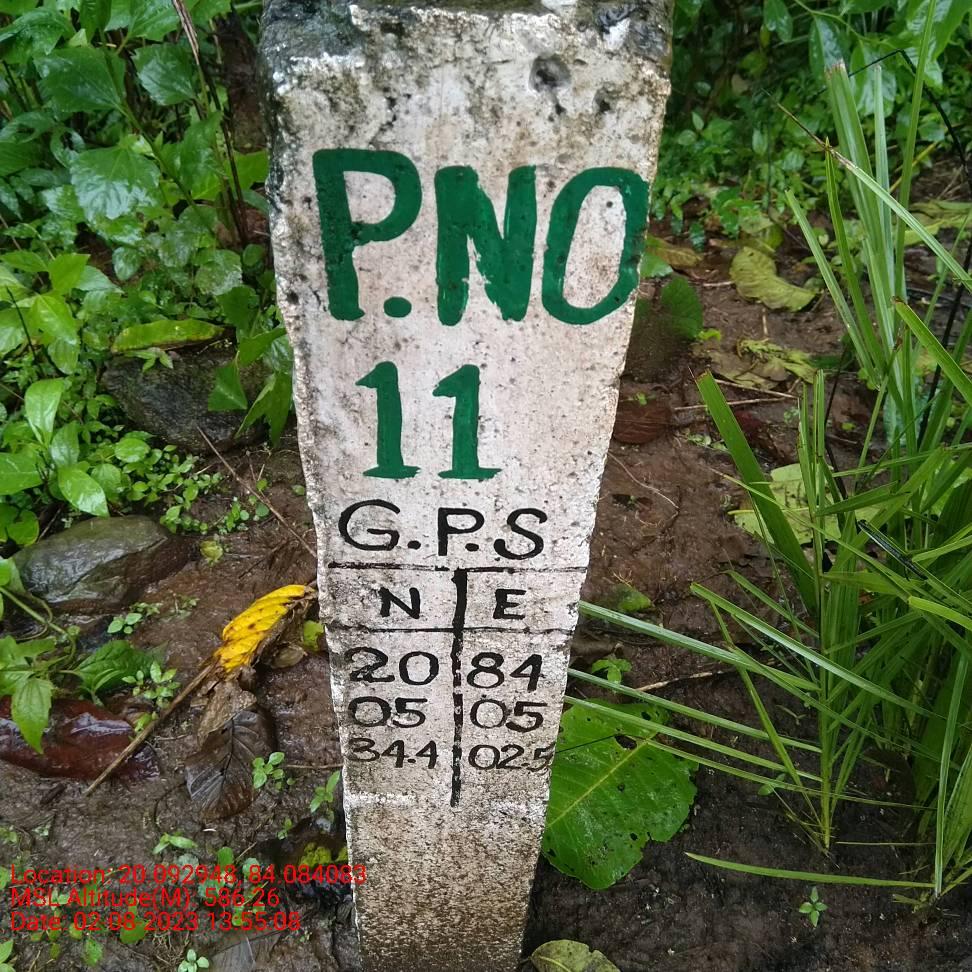 P.NO
11
G.P.S
N E
20 84
05 05
34.4 02.5
Location: 20.092948, 84.084083
MSL Altitude(M): 586.26
Date: 02-08-2023 13:55:08